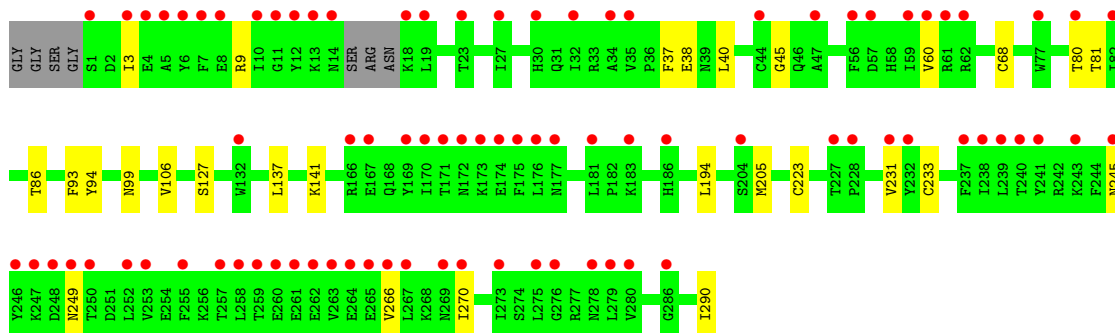 GLY GLY SER GLY S1 D2 I3 E4 A5 Y6 F7 E8 R9 I10 G11 Y12 K13 N14 SER ARG ASN K18 L19 T23 I27 H30 Q31 I32 R33 A34 V35 P36 F37 E38 N39 L40 C44 G45 Q46 A47 F56 D57 H58 I59 V60 R61 R62 C68 W77 T80 T81 I82
T86 F93 Y94 N99 V106 S127 W132 L137 K141 R166 E167 Q168 Y169 I170 T171 N172 K173 E174 F175 L176 N177 L181 P182 K183 H186 L194 S204 M205 C223 T227 P228 V231 Y232 C233 F237 I238 L239 T240 Y241 R242 K243 F244 N245
Y246 K247 D248 N249 T250 D251 L252 V253 E254 F255 K256 T257 L258 T259 E260 E261 E262 V263 E264 E265 V266 L267 K268 N269 I270 I273 S274 L275 G276 R277 N278 L279 V280 G286 I290